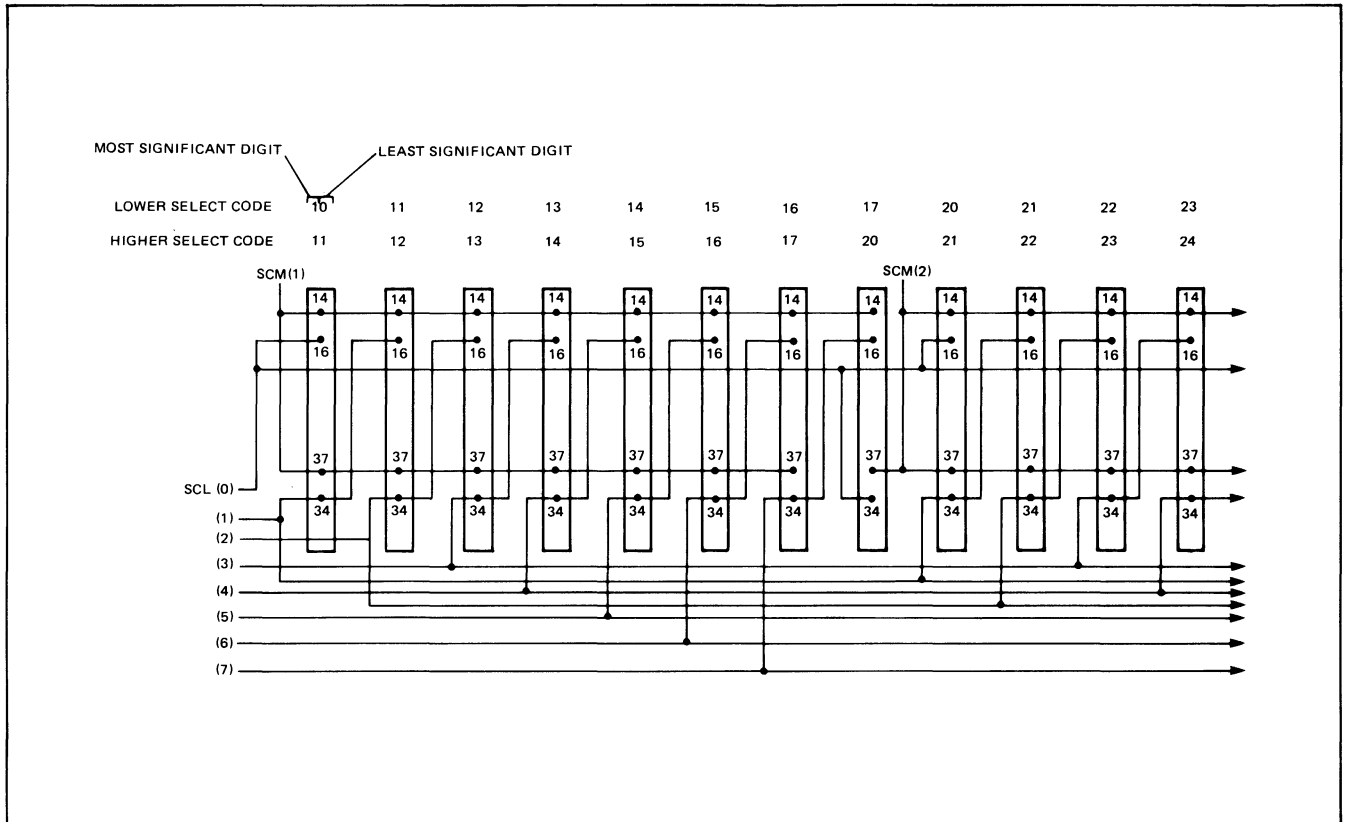 MOST SIGNIFICANT DIGIT LEAST SIGNIFICANT DIGIT
LOWER SELECT CODE 10 11 12 13 14 15 16 17 20 21 22 23
HIGHER SELECT CODE 11 12 13 14 15 16 17 20 21 22 23 24
SCM(1) SCM(2)
14 14 14 14 14 14 14 14 14 14 14 14
16 16 16 16 16 16 16 16 16 16 16 16
37 37 37 37 37 37 37 37 37 37 37 37
SCL (0)
34 34 34 34 34 34 34 34 34 34 34 34
(1)
(2)
(3)
(4)
(5)
(6)
(7)